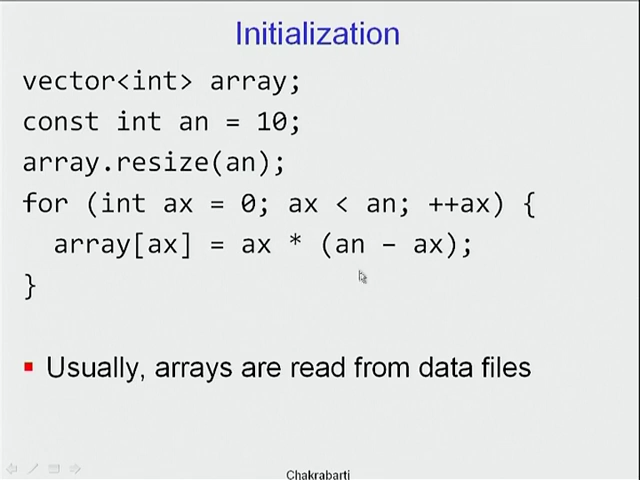 Initialization
vector<int> array;
const int an = 10;
array.resize(an);
for (int ax = 0; ax < an; ++ax) {
  array[ax] = ax * (an – ax);
}
Usually, arrays are read from data files
Chakrabarti